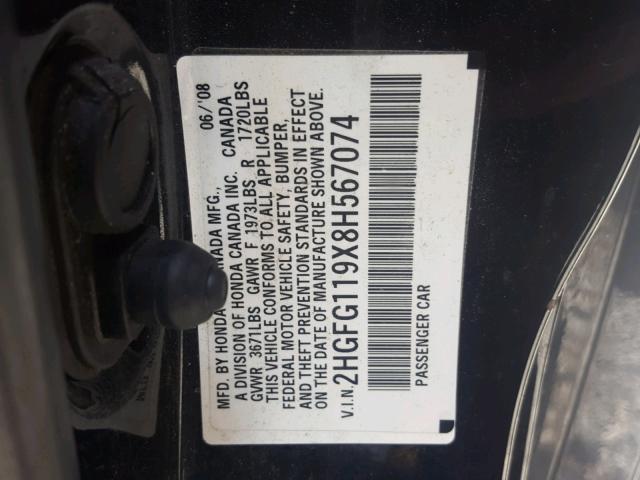 MFD. BY HONDA CANADA MFG., 06/'08
A DIVISION OF HONDA CANADA INC. CANADA
GVWR 3671LBS GAWR F 1973LBS R 1720LBS
THIS VEHICLE CONFORMS TO ALL APPLICABLE
FEDERAL MOTOR VEHICLE SAFETY, BUMPER,
AND THEFT PREVENTION STANDARDS IN EFFECT
ON THE DATE OF MANUFACTURE SHOWN ABOVE.
V.I.N. 2HGFG119X8H567074
PASSENGER CAR